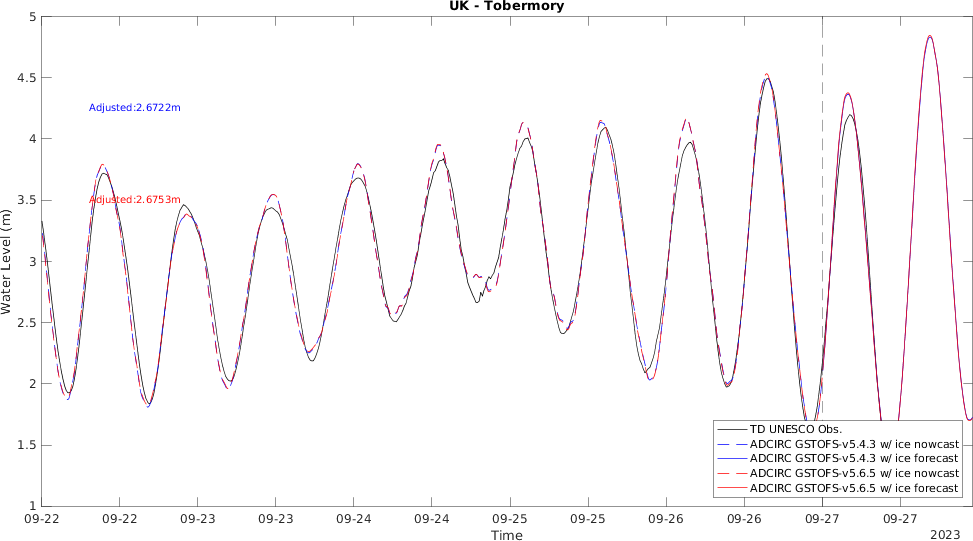 UK - Tobermory
5
4.5
4
3.5
3
2.5
2
1.5
1
Water Level (m)
Adjusted:2.6722m
Adjusted:2.6753m
TD UNESCO Obs.
ADCIRC GSTOFS-v5.4.3 w/ ice nowcast
ADCIRC GSTOFS-v5.4.3 w/ ice forecast
ADCIRC GSTOFS-v5.6.5 w/ ice nowcast
ADCIRC GSTOFS-v5.6.5 w/ ice forecast
09-22 09-22 09-23 09-23 09-24 09-24 09-25 09-25 09-26 09-26 09-27 09-27
Time
2023